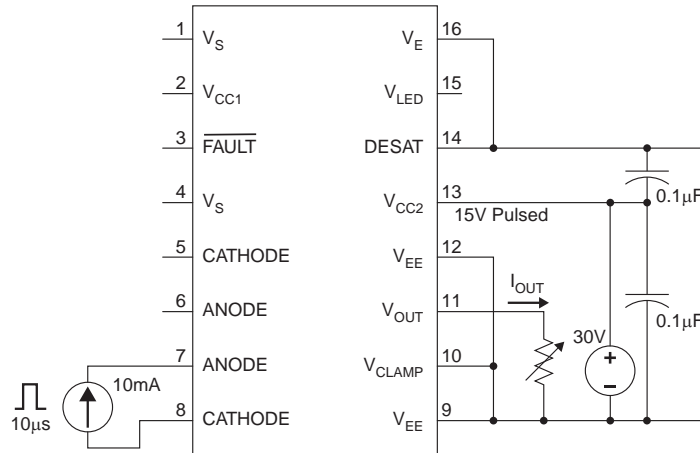 1 V_S V_E 16
2 V_CC1 V_LED 15
3 FAULT DESAT 14
4 V_S V_CC2 13
0.1µF
15V Pulsed
5 CATHODE V_EE 12
I_OUT
6 ANODE V_OUT 11
0.1µF
30V
7 ANODE V_CLAMP 10
10mA
+
8 CATHODE V_EE 9
–
10µs